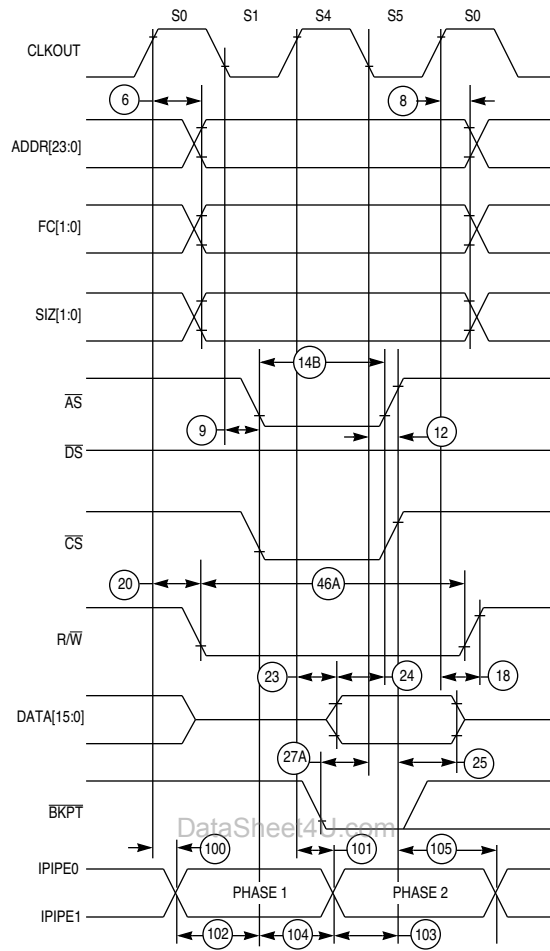 S0 S1 S4 S5 S0
CLKOUT
6 8
ADDR[23:0]
FC[1:0]
SIZ[1:0]
14B
AS
9 12
DS
CS
20 46A
R/W
23 24 18
DATA[15:0]
27A 25
BKPT
DataSheet4U.com
100 101 105
IPIPE0
PHASE 1 PHASE 2
IPIPE1
102 104 103